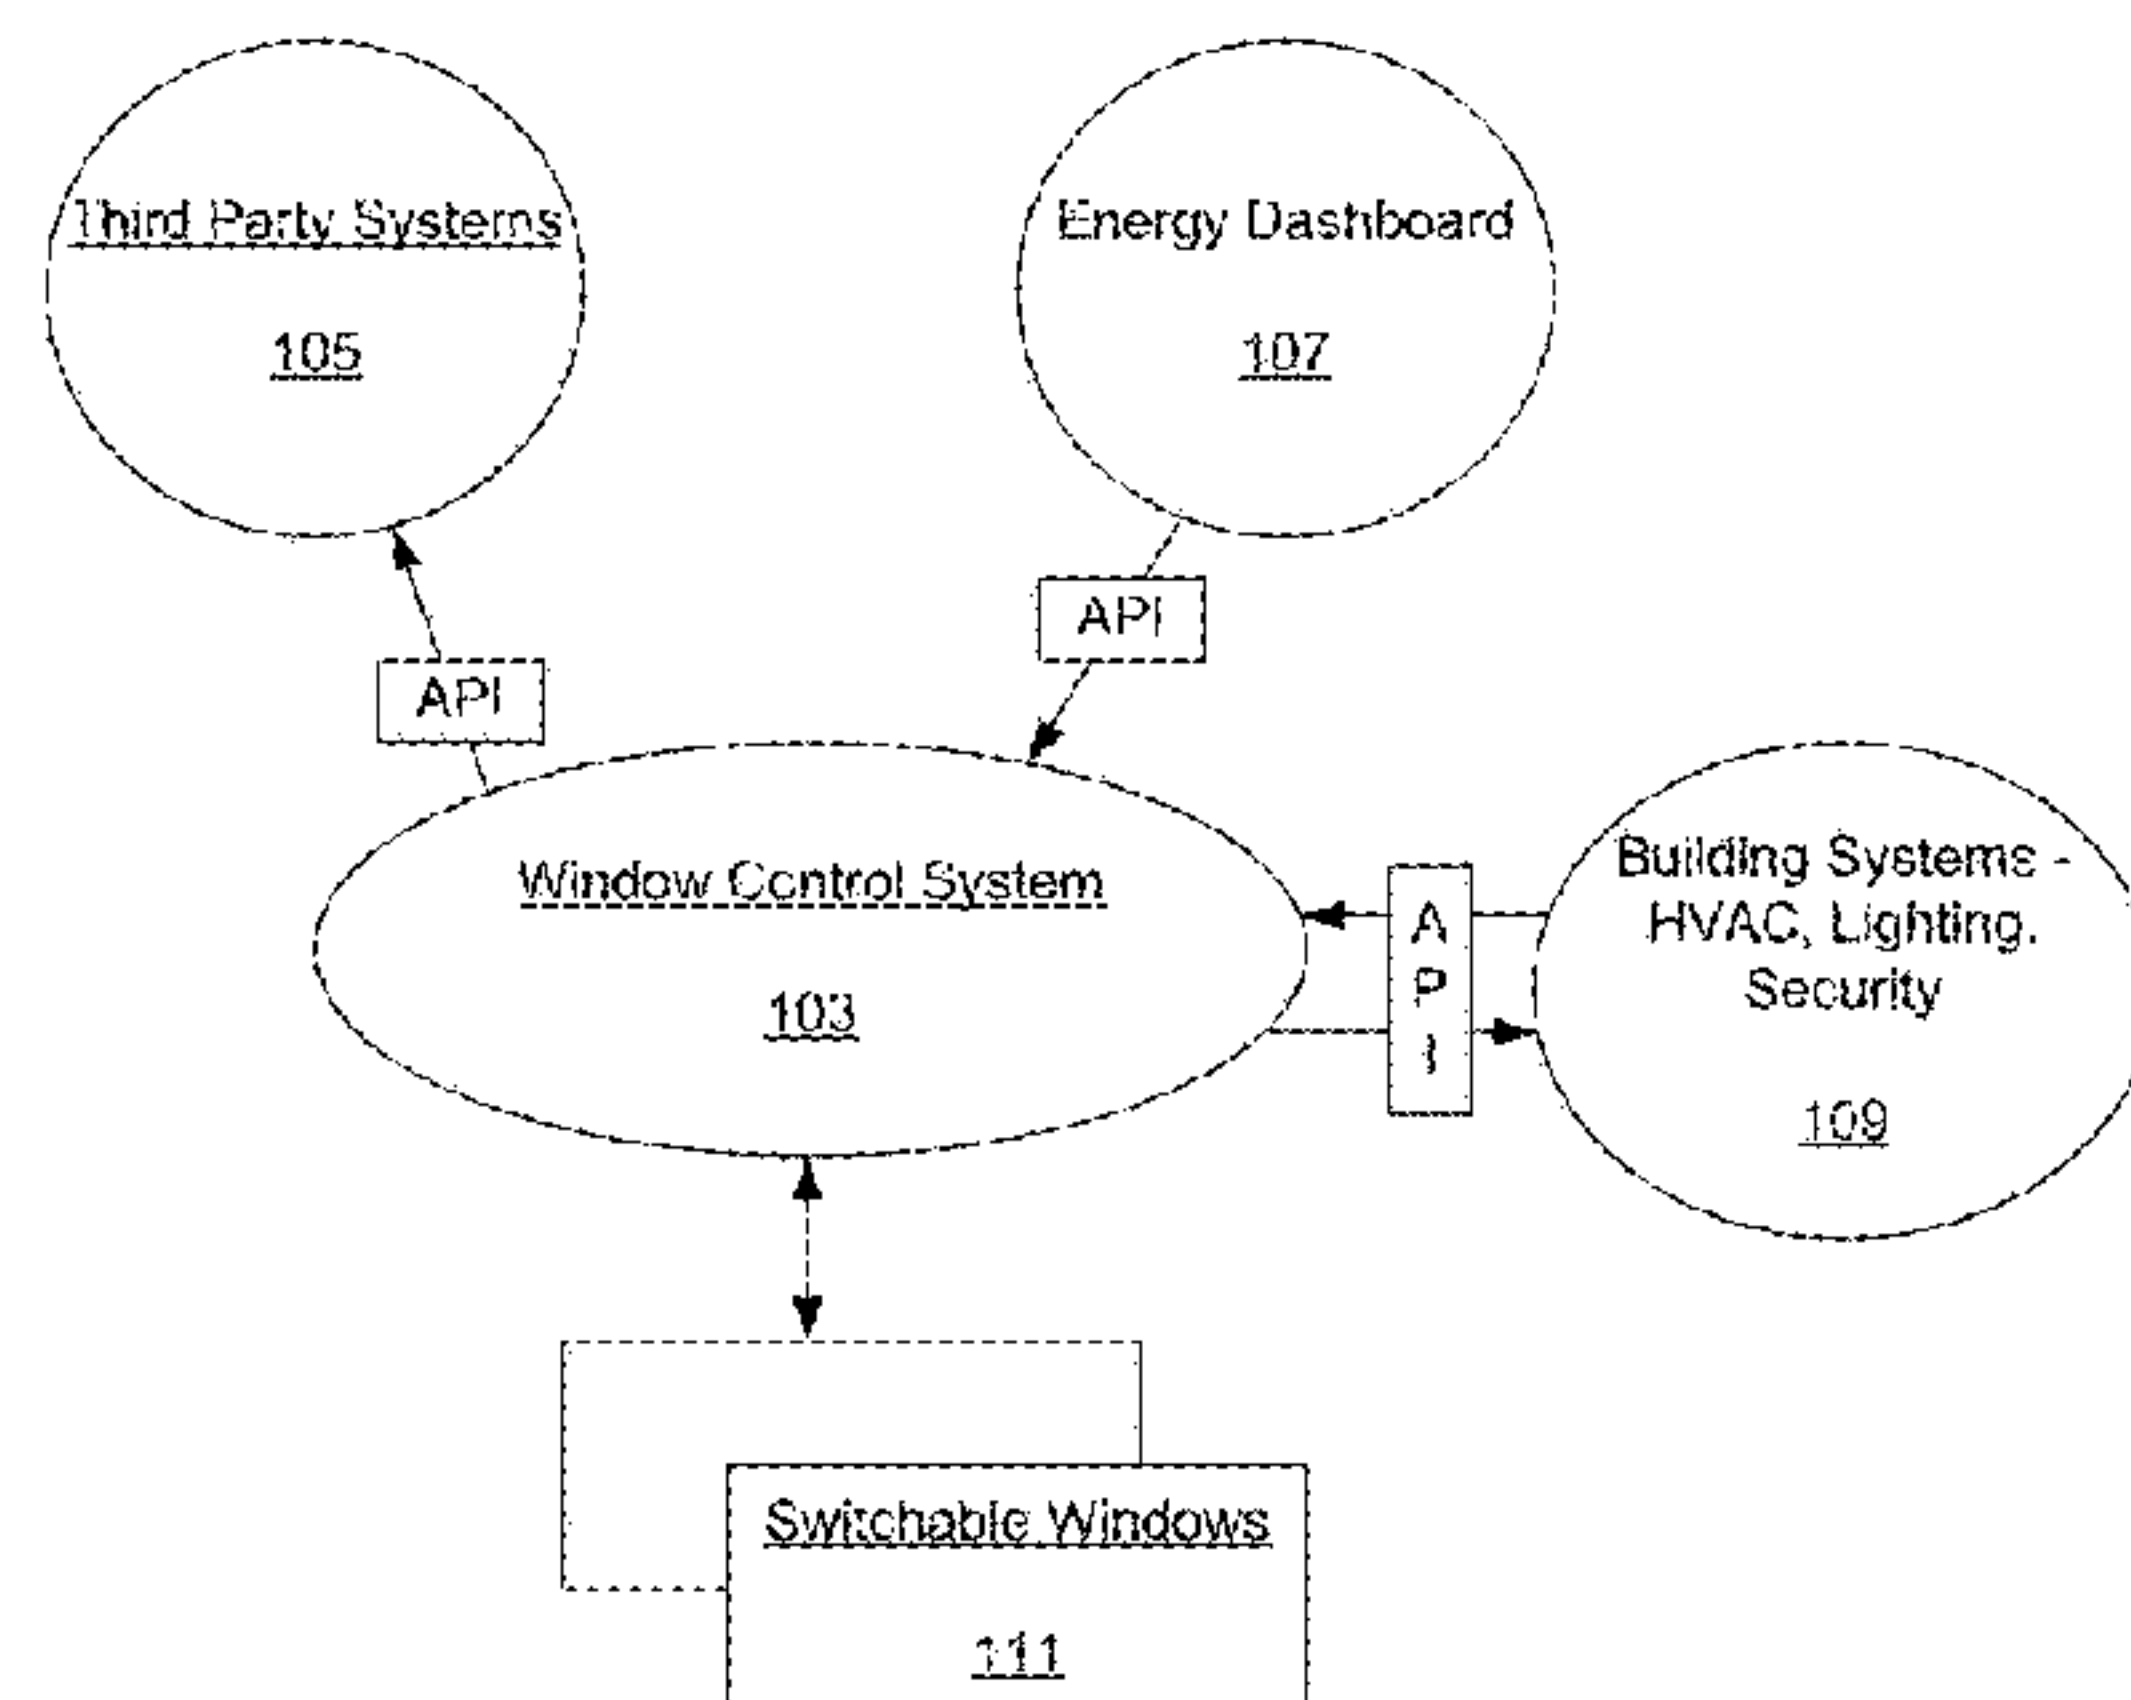 Third Party Systems
105
Energy Dashboard
107
API
API
Window Control System
103
A
P
I
Building Systems -
HVAC, Lighting,
Security
109
Switchable Windows
111